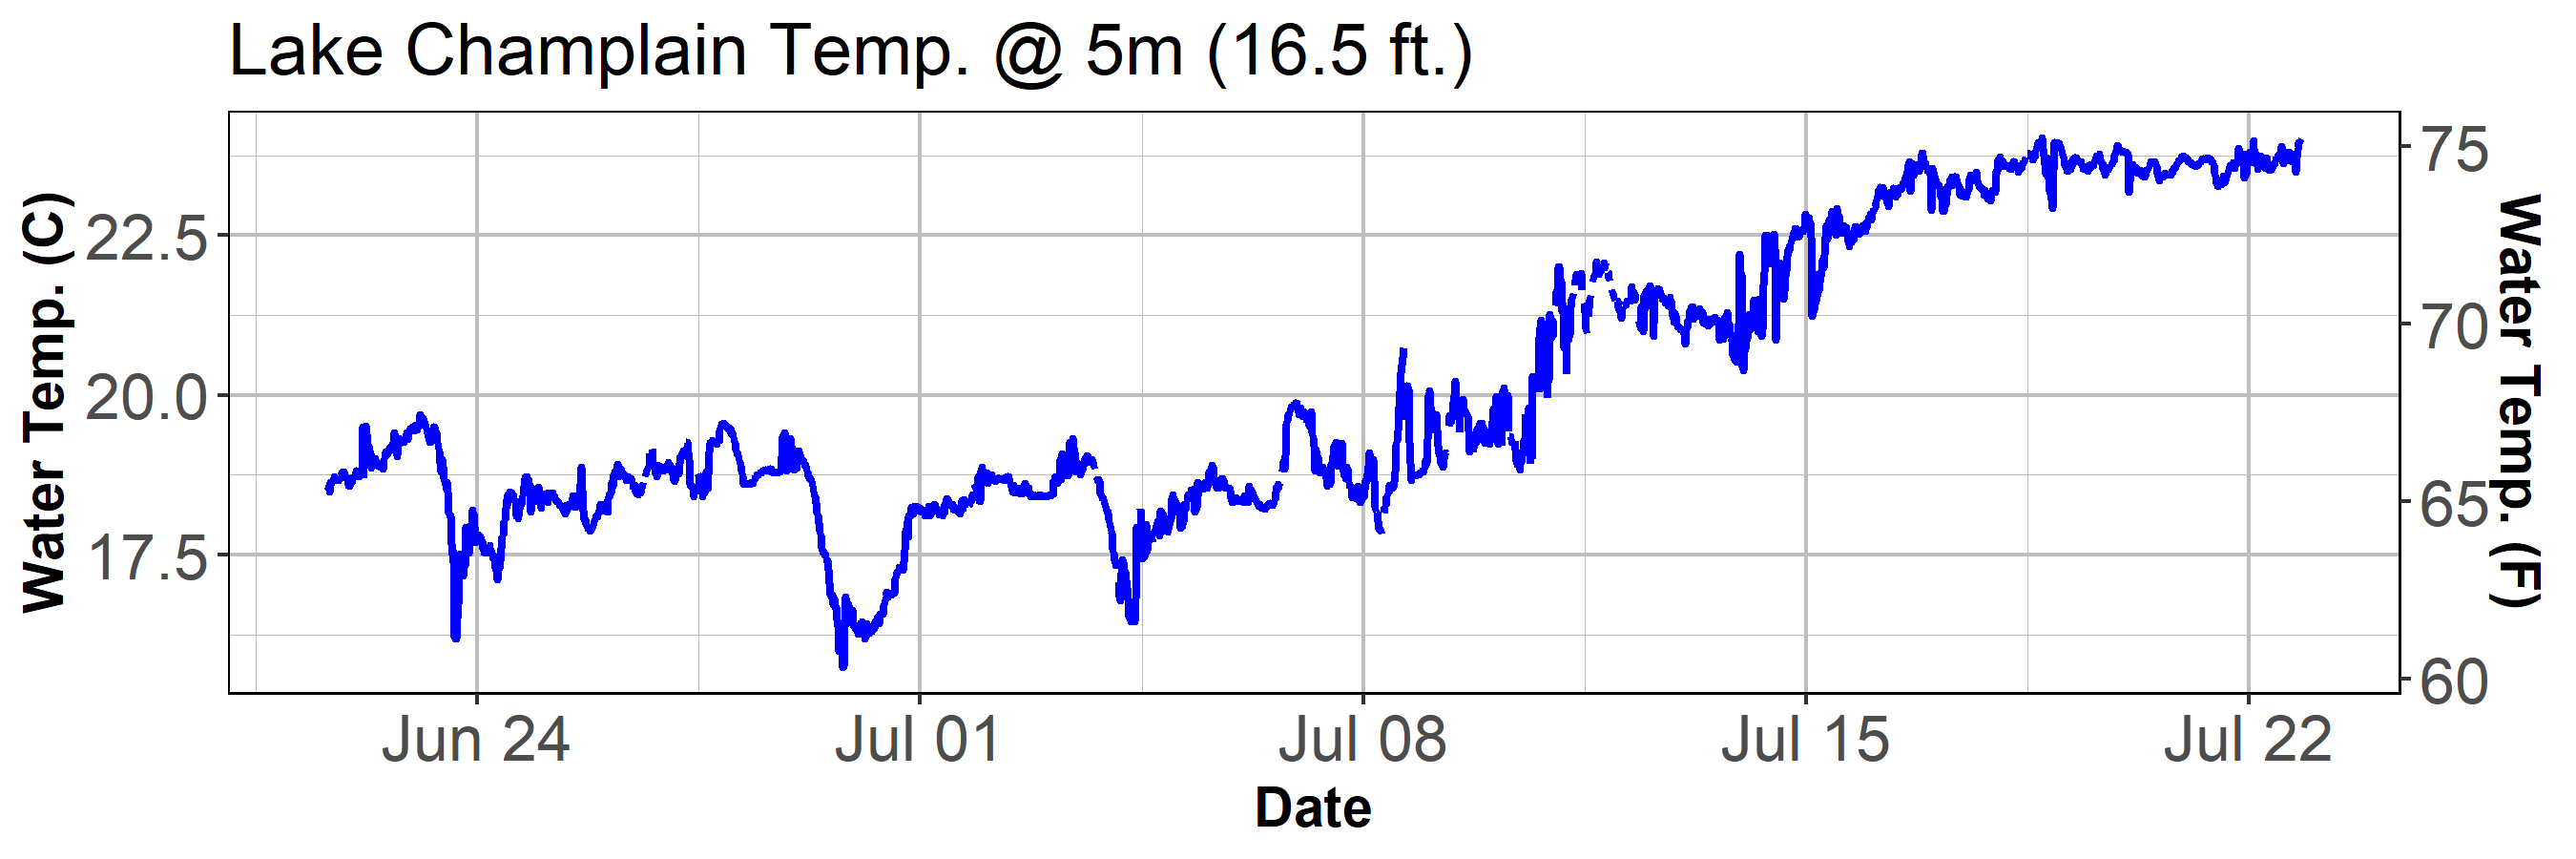 Lake Champlain Temp. @ 5m (16.5 ft.)
Water Temp. (C)
22.5
20.0
17.5
75
70
65
60
Water Temp. (F)
Jun 24 Jul 01 Jul 08 Jul 15 Jul 22
Date